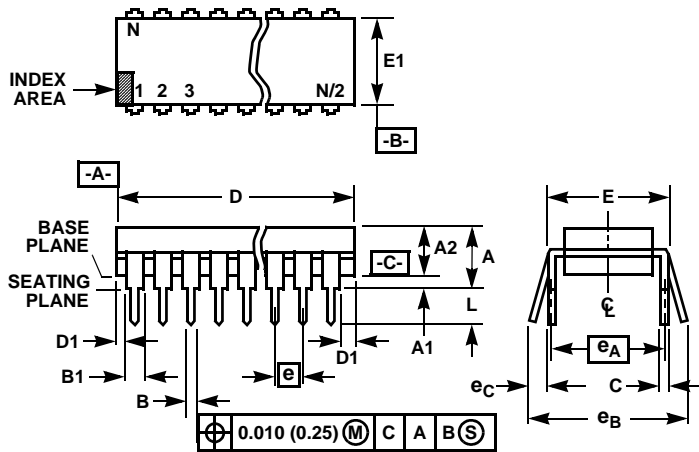 N
E1
INDEX
AREA
1 2 3 N/2
-B-
-A-
D
E
BASE
PLANE
A2
A
-C-
SEATING
PLANE
L
C
L
D1
A1
D1
e
eA
B1
eC
C
B
eB
0.010 (0.25) M C A B S